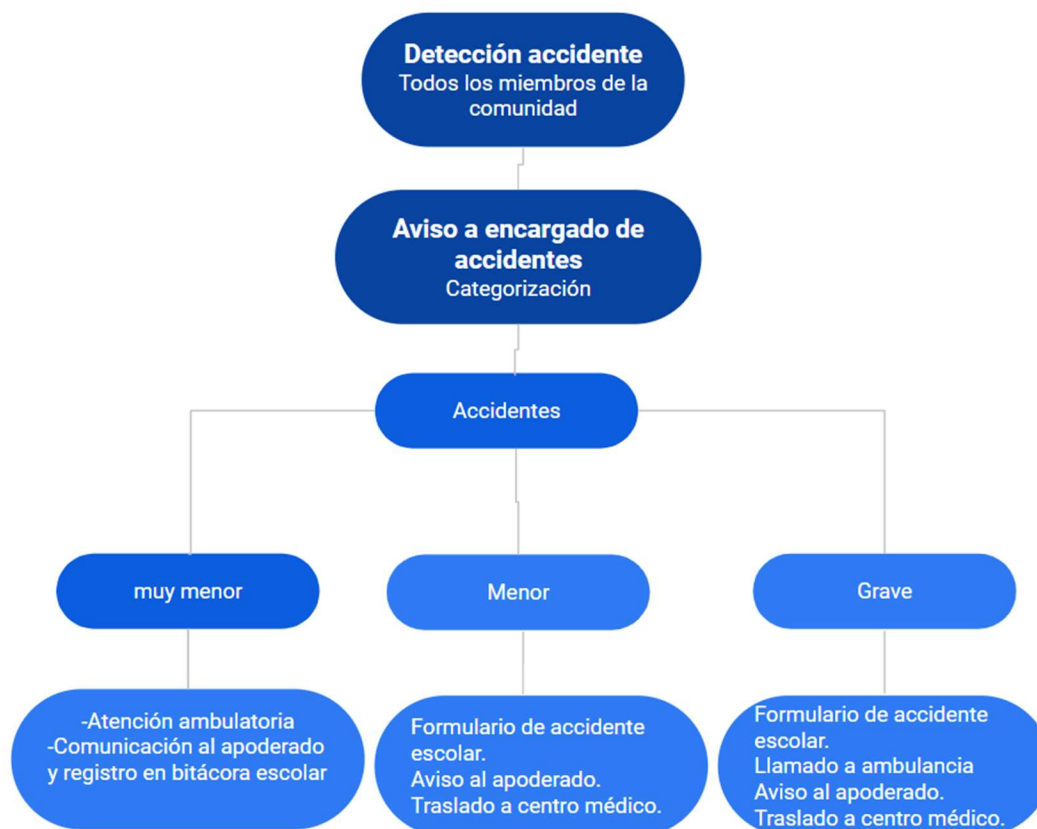 Detección accidente
Todos los miembros de la
comunidad
Aviso a encargado de
accidentes
Categorización
Accidentes
muy menor
Menor
Grave
-Atención ambulatoria
-Comunicación al apoderado
y registro en bitácora escolar
Formulario de accidente
escolar.
Aviso al apoderado.
Traslado a centro médico.
Formulario de accidente
escolar.
Llamado a ambulancia
Aviso al apoderado.
Traslado a centro médico.